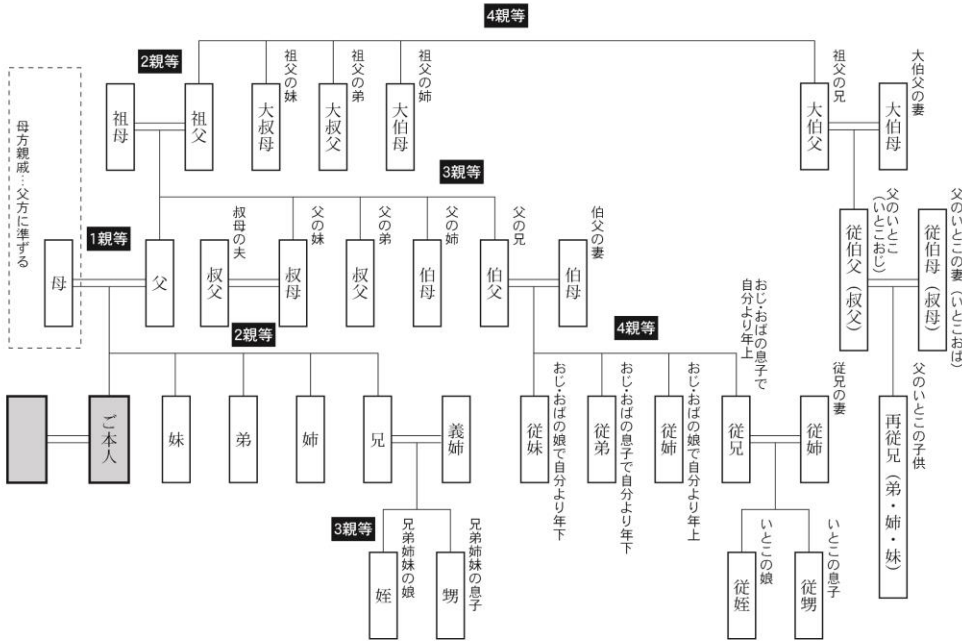 4親等
2親等
祖父の妹
祖父の弟
祖父の姉
祖父の兄
大伯父の妻
祖母
祖父
大叔母
大叔父
大伯母
大伯父
大伯母
母方親戚…父方に準ずる
3親等
1親等
叔母の夫
父の妹
父の弟
父の姉
父の兄
伯父の妻
父のいとこ
(いとこおじ)
父のいとこの妻(いとこおば)
母
父
叔父
叔母
叔父
伯母
伯父
伯母
従伯父(叔父)
従伯母(叔母)
2親等
4親等
おじ・おばの娘で自分より年下
おじ・おばの息子で自分より年下
おじ・おばの娘で自分より年上
おじ・おばの息子で
自分より年上
従兄の妻
父のいとこの子供
ご本人
妹
弟
姉
兄
義姉
従妹
従弟
従姉
従兄
従姉
再従兄(弟・姉・妹)
3親等
兄弟姉妹の娘
兄弟姉妹の息子
いとこの娘
いとこの息子
姪
甥
従姪
従甥